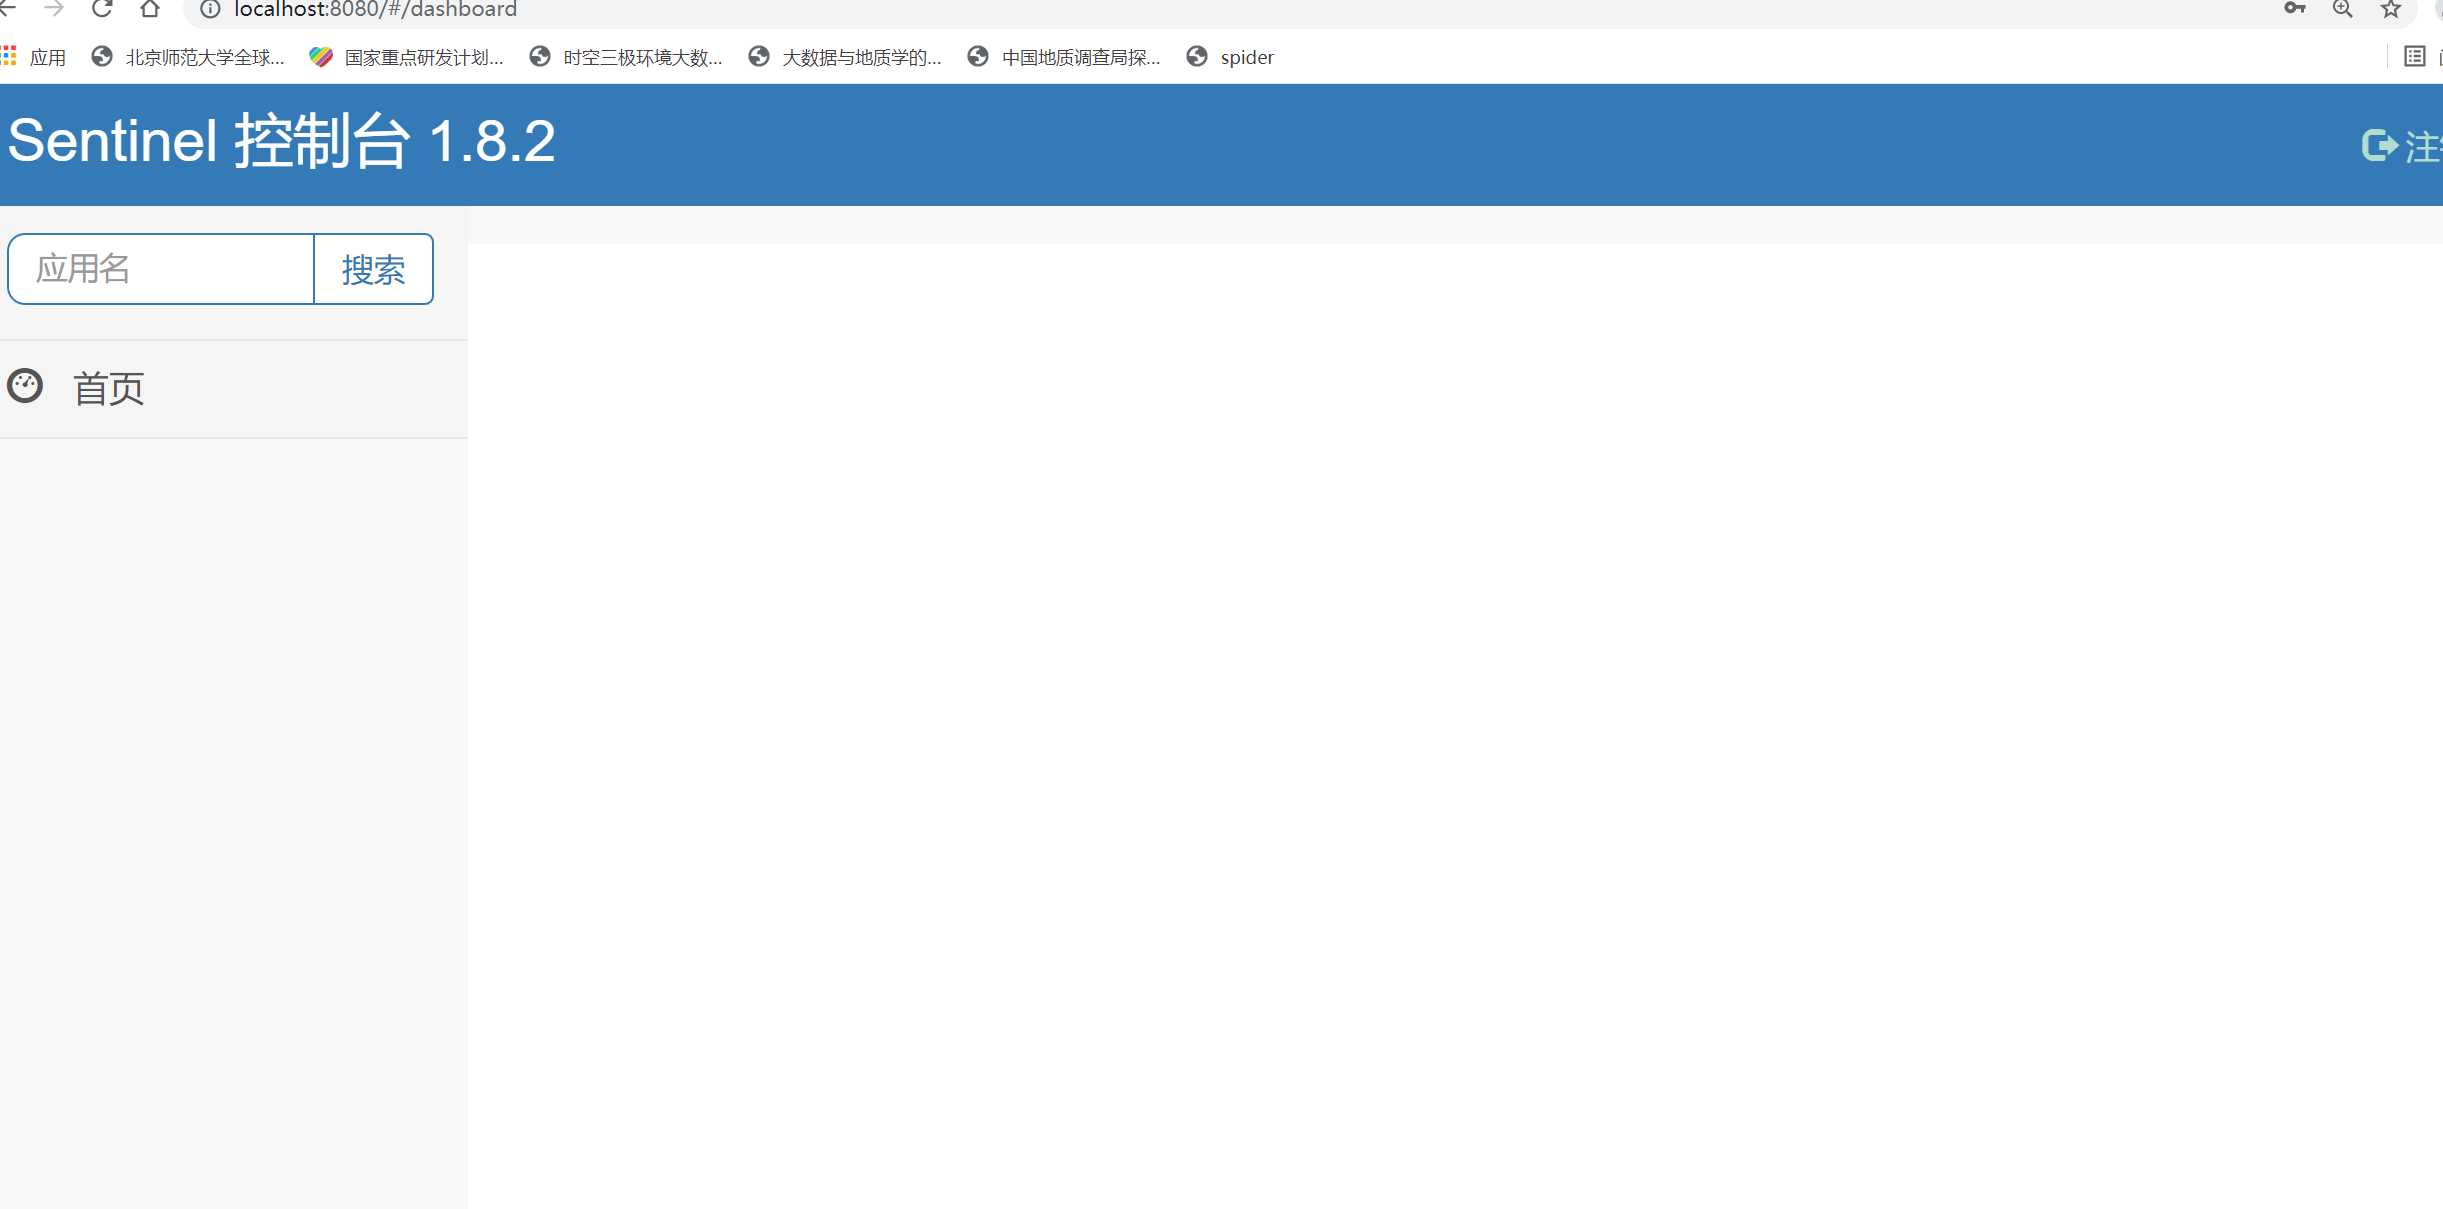 localhost:8080/#/dashboard
应用 北京师范大学全球... 国家重点研发计划... 时空三极环境大数... 大数据与地质学的... 中国地质调查局探... spider
Sentinel 控制台 1.8.2
注
应用名 搜索
首页